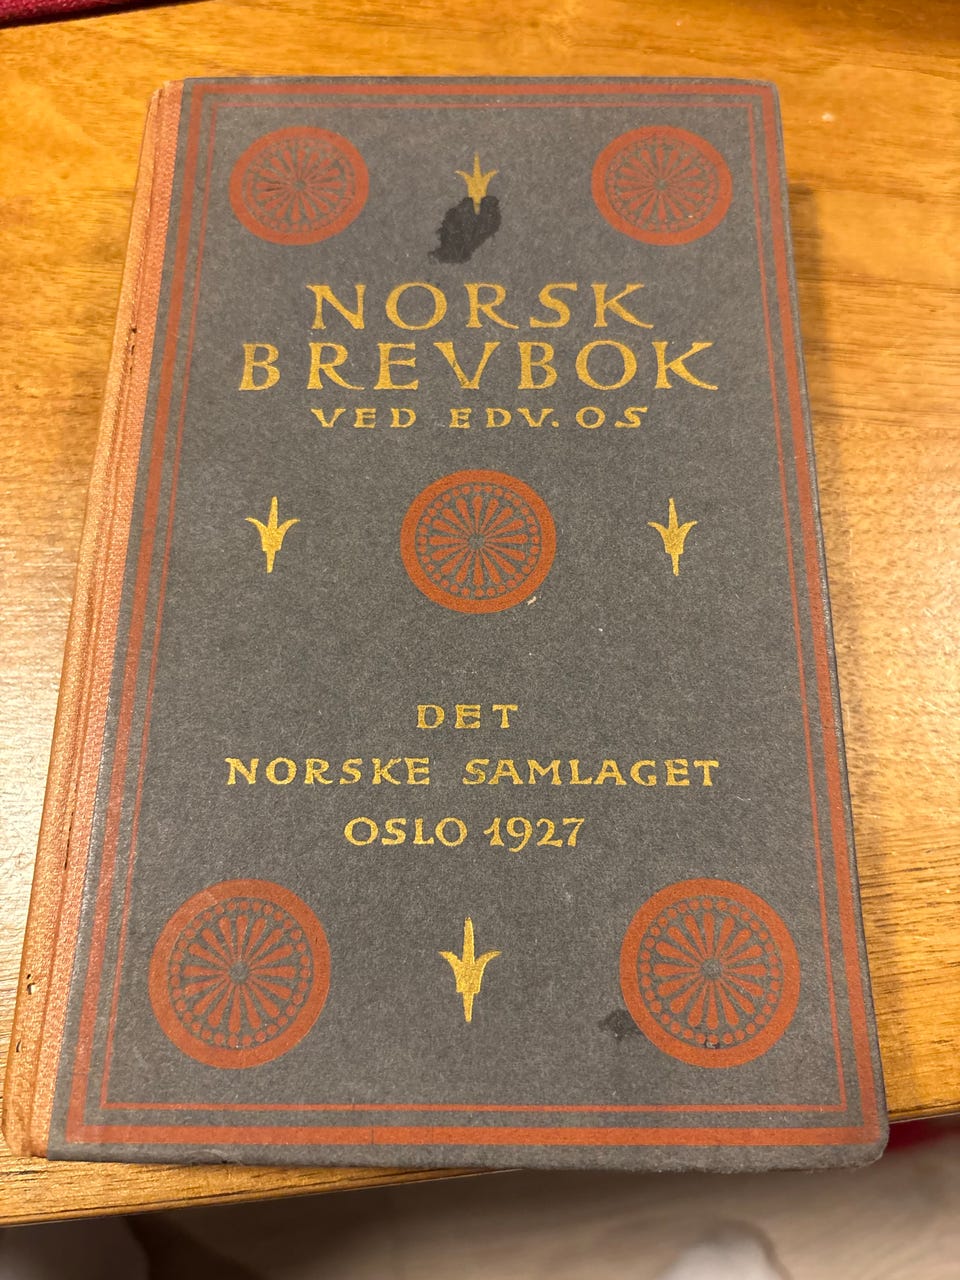 NORSK
BREVBOK
VED EDV. OS
DET
NORSKE SAMLAGET
OSLO 1927